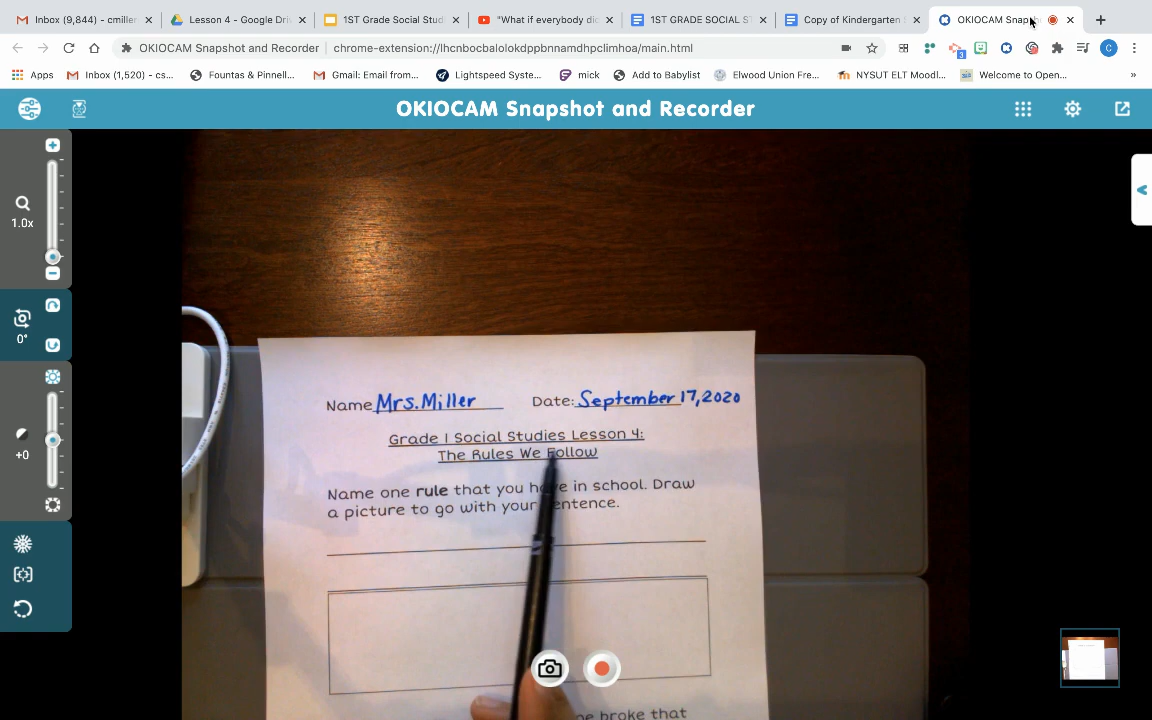 Inbox (9,844) - cmiller
Lesson 4 - Google Dri
1ST Grade Social Stud
"What if everybody di
1ST GRADE SOCIAL S
Copy of Kindergarten
OKIOCAM Snap
OKIOCAM Snapshot and Recorder | chrome-extension://lhcnbocbalolokdppbnnamdhpclimhoa/main.html
3
C
Apps
Inbox (1,520) - cs...
Fountas & Pinnell...
Gmail: Email from...
Lightspeed Syste...
mick
Add to Babylist
Elwood Union Fre...
NYSUT ELT Moodl...
Welcome to Open...
»
OKIOCAM Snapshot and Recorder
1.0x
0°
+0
Name Mrs. Miller Date: September 17, 2020
Grade 1 Social Studies Lesson 4:
The Rules We Follow
Name one rule that you have in school. Draw
a picture to go with your sentence.
broke that